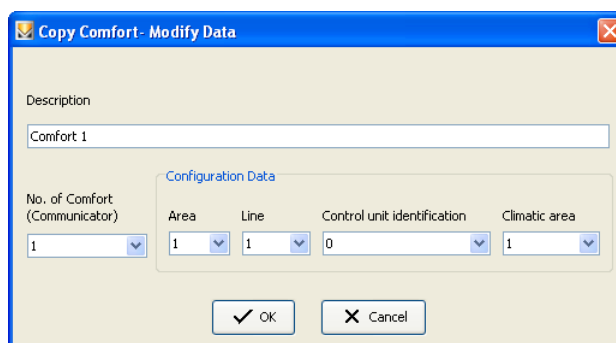 Copy Comfort- Modify Data
Description
Comfort 1
Configuration Data
No. of Comfort
(Communicator)
Area Line Control unit identification Climatic area
1 1 1 0 1
OK Cancel